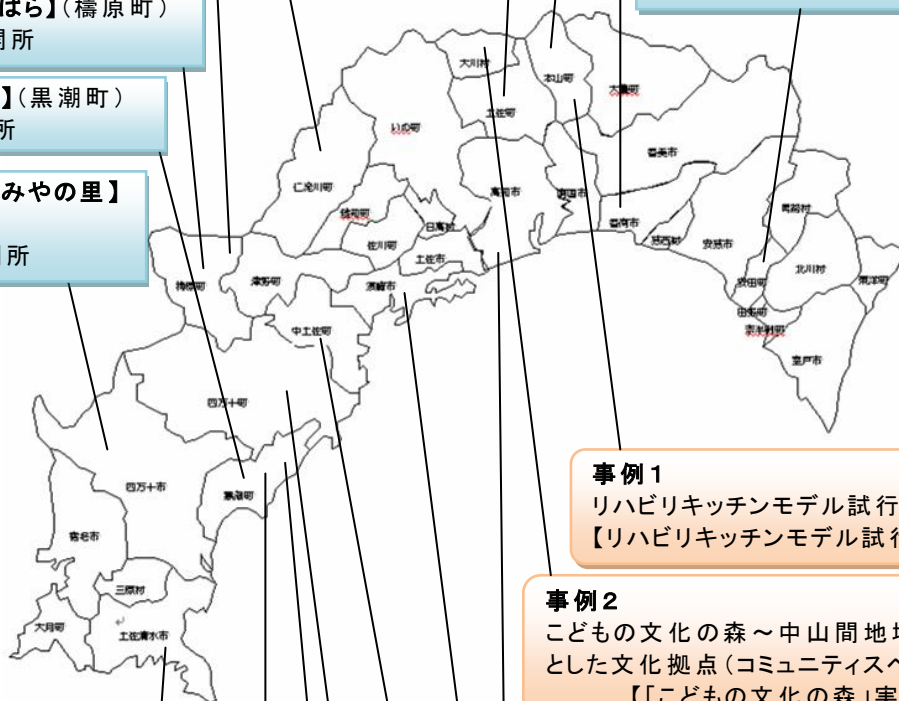 はら】(檮原町)
所
】(黒潮町)
所
みやの里】
所
大川村
本山町
大豊町
土佐町
いの町
香美市
仁淀川町
高知市
南国市
馬路村
越知町
日高村
香南市
佐川町
芸西村
安芸市
土佐市
北川村
檮原町
津野町
須崎市
安田町
東洋町
田野町
中土佐町
奈半利町
室戸市
四万十町
四万十市
黒潮町
宿毛市
三原村
大月町
土佐清水市
事例1
リハビリキッチンモデル試行
【リハビリキッチンモデル試行
事例2
こどもの文化の森~中山間地域
とした文化拠点(コミュニティスペ
【「こどもの文化の森」実